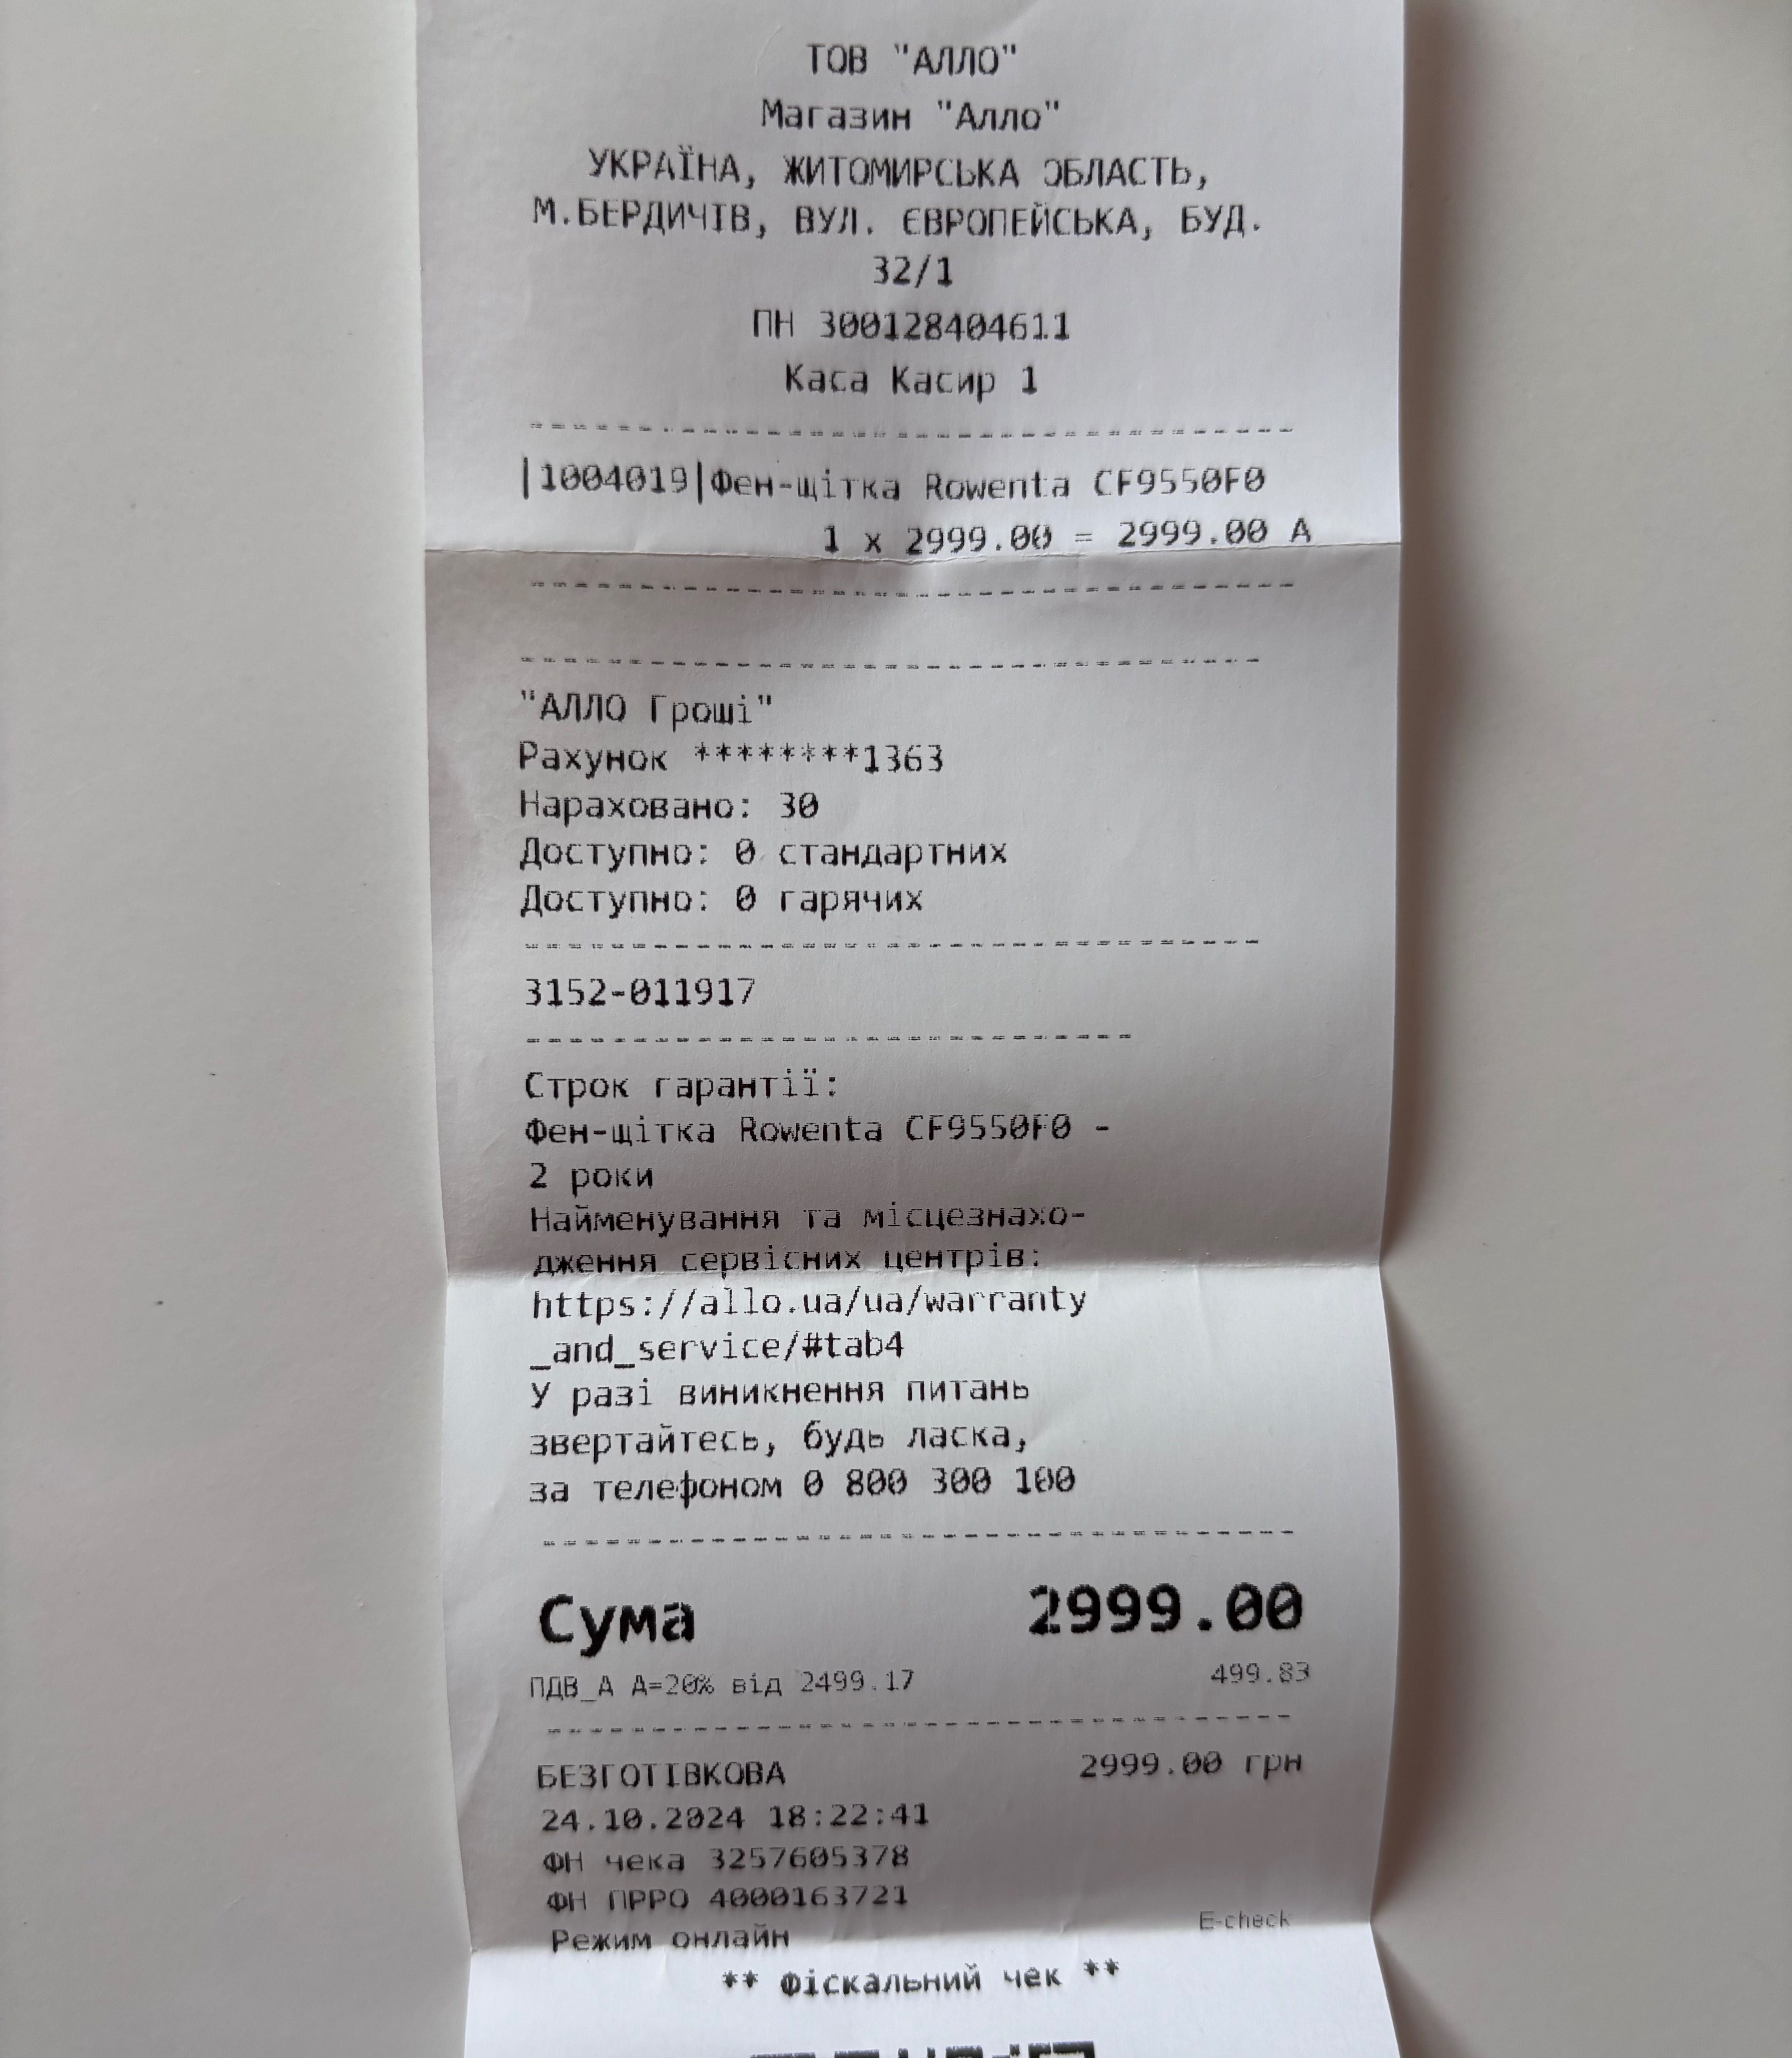 ТОВ "АЛЛО"
Магазин "Алло"
УКРАЇНА, ЖИТОМИРСЬКА ОБЛАСТЬ,
М.БЕРДИЧІВ, ВУЛ. ЄВРОПЕЙСЬКА, БУД.
32/1
ПН 300128404611
Каса Касир 1
|1004019|Фен-щітка Rowenta CF9550F0
1 x 2999.00 = 2999.00 А
"АЛЛО Гроші"
Рахунок ********1363
Нараховано: 30
Доступно: 0 стандартних
Доступно: 0 гарячих
3152-011917
Строк гарантії:
Фен-щітка Rowenta CF9550F0 -
2 роки
Найменування та місцезнахо-
дження сервісних центрів:
https://allo.ua/ua/warranty
_and_service/#tab4
У разі виникнення питань
звертайтесь, будь ласка,
за телефоном 0 800 300 100
Сума 2999.00
ПДВ_А А=20% від 2499.17 499.83
БЕЗГОТІВКОВА 2999.00 грн
24.10.2024 18:22:41
ФН чека 3257605378
ФН ПРРО 4000163721
Режим онлайн E-check
** Фіскальний чек **